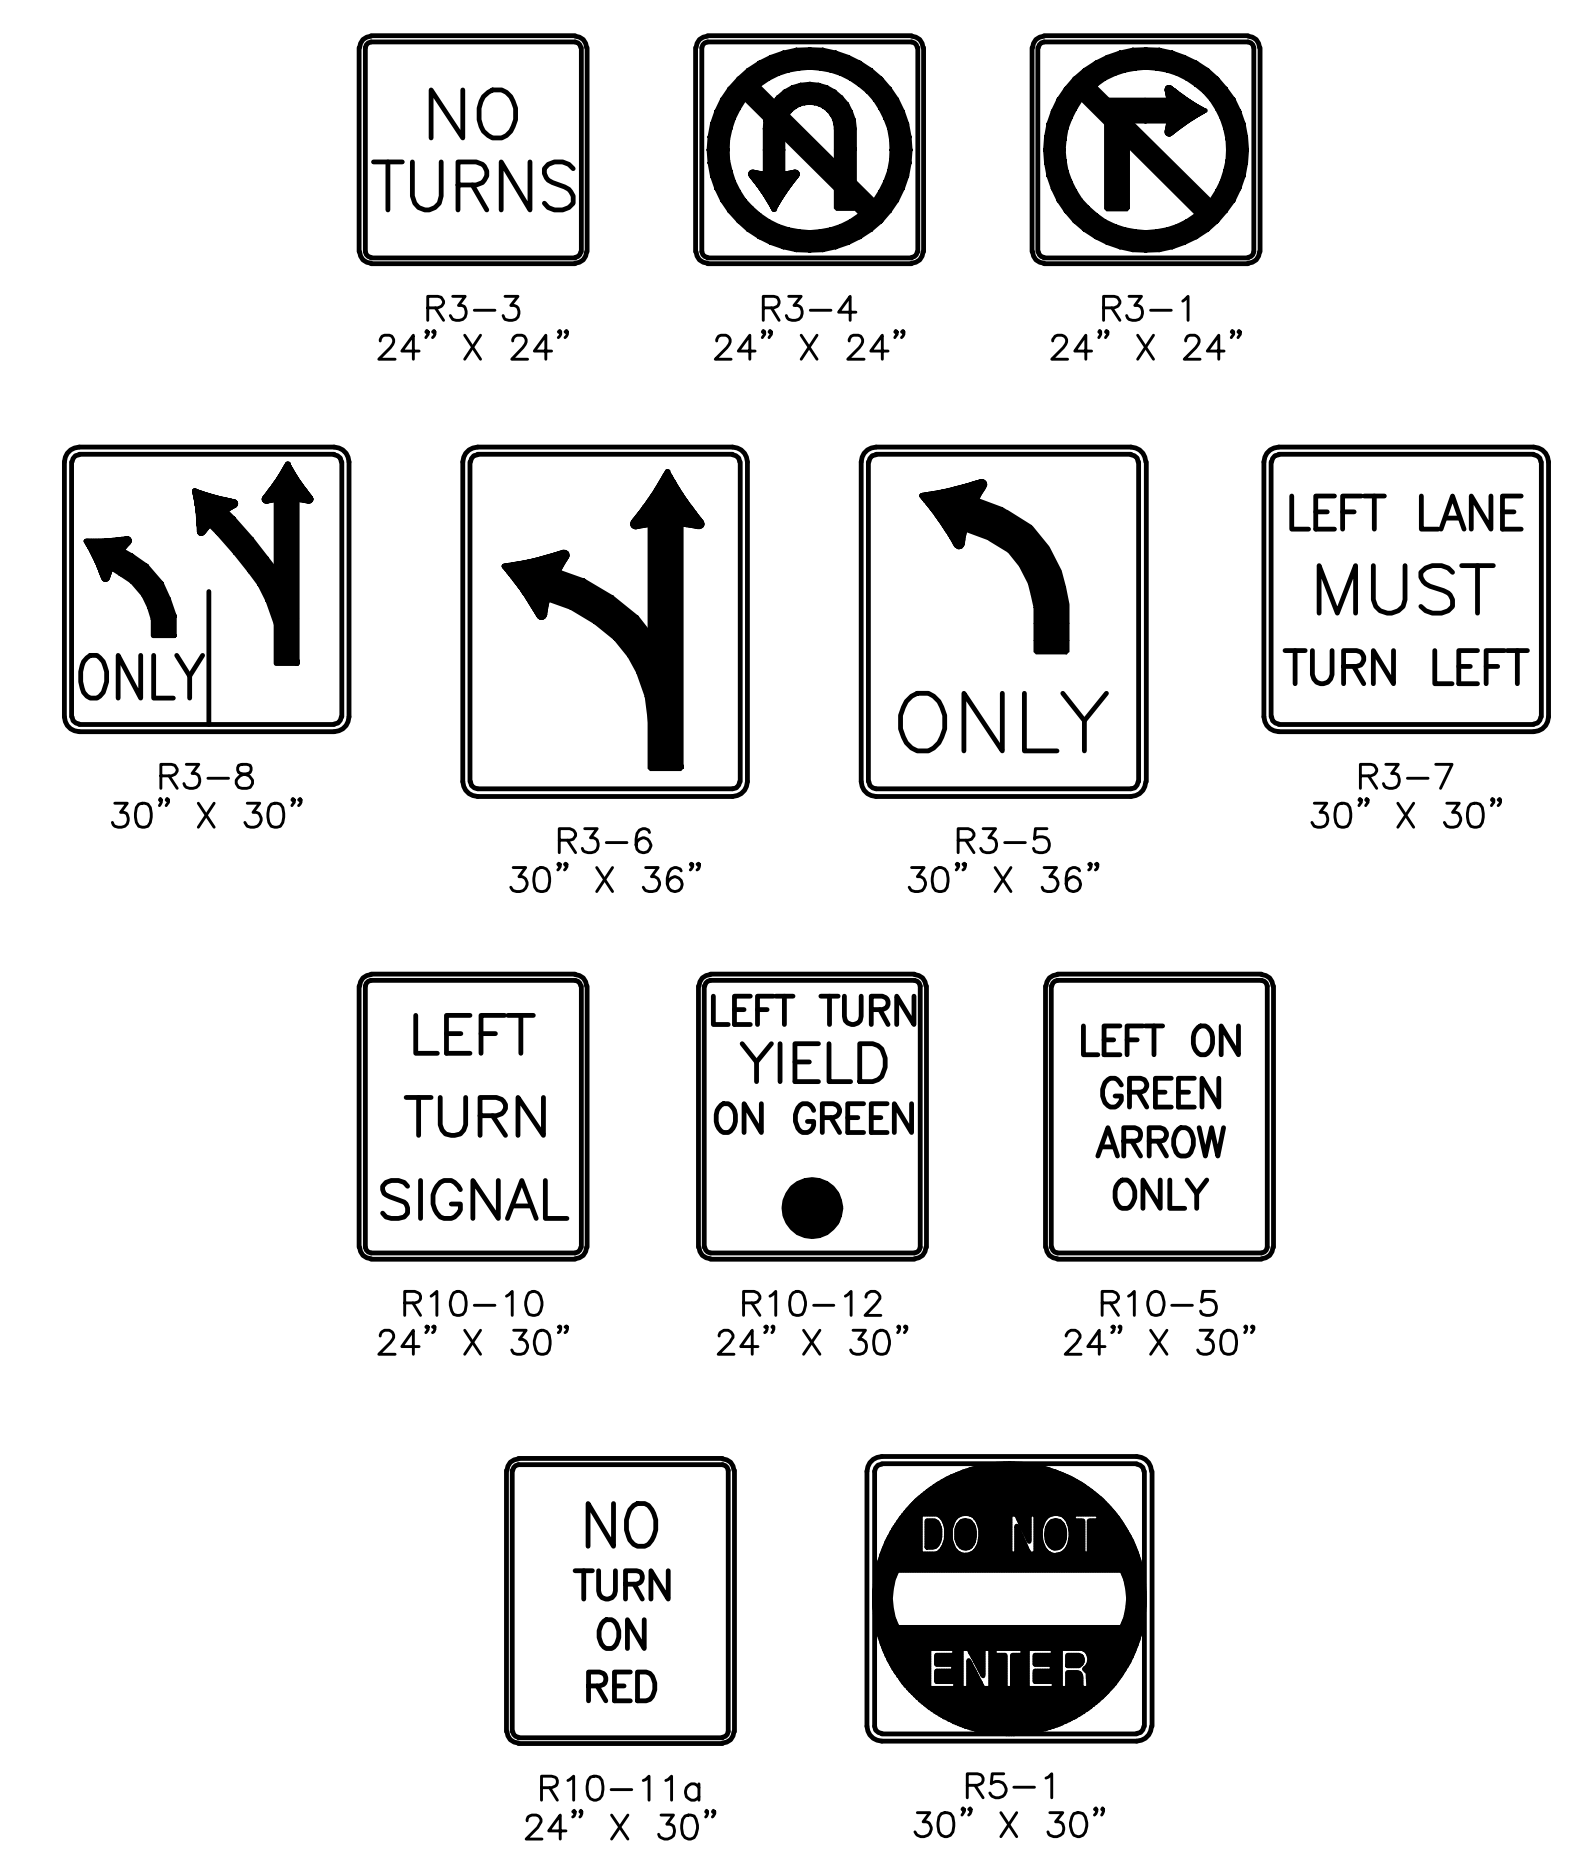 NO
TURNS
R3-3
24” X 24”
R3-4
24” X 24”
R3-1
24” X 24”
ONLY
R3-8
30” X 30”
R3-6
30” X 36”
ONLY
R3-5
30” X 36”
LEFT LANE
MUST
TURN LEFT
R3-7
30” X 30”
LEFT
TURN
SIGNAL
R10-10
24” X 30”
LEFT TURN
YIELD
ON GREEN
R10-12
24” X 30”
LEFT ON
GREEN
ARROW
ONLY
R10-5
24” X 30”
NO
TURN
ON
RED
R10-11a
24” X 30”
DO NOT
ENTER
R5-1
30” X 30”